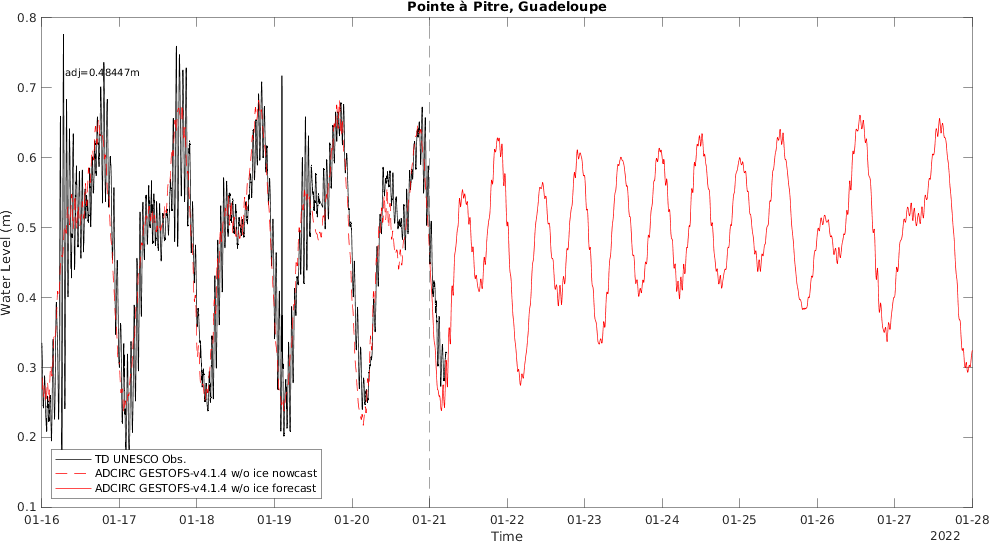 Pointe à Pitre, Guadeloupe
0.8
0.7
0.6
0.5
0.4
0.3
0.2
0.1
Water Level (m)
adj=0.48447m
TD UNESCO Obs.
ADCIRC GESTOFS-v4.1.4 w/o ice nowcast
ADCIRC GESTOFS-v4.1.4 w/o ice forecast
01-16 01-17 01-18 01-19 01-20 01-21 01-22 01-23 01-24 01-25 01-26 01-27 01-28
Time
2022